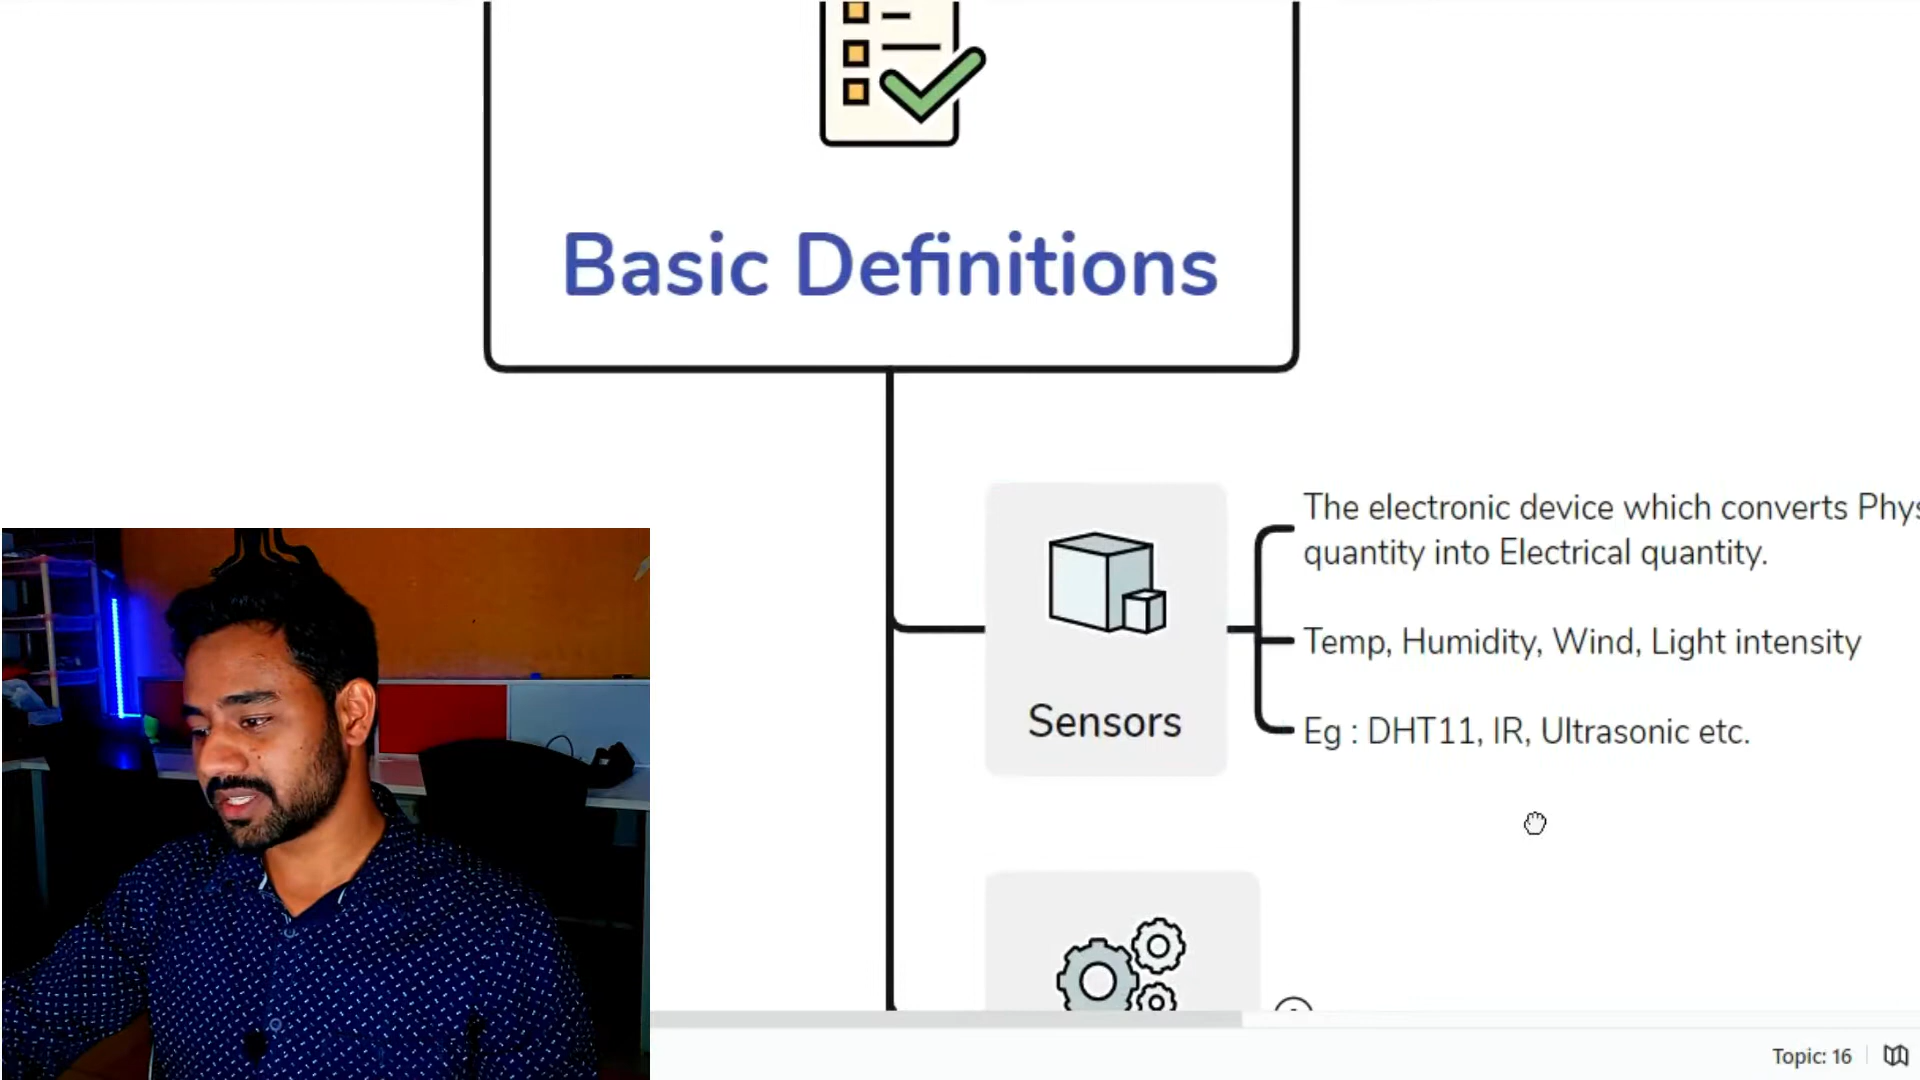 Basic Definitions
The electronic device which converts Phys
quantity into Electrical quantity.
Temp, Humidity, Wind, Light intensity
Sensors
Eg : DHT11, IR, Ultrasonic etc.
Topic: 16